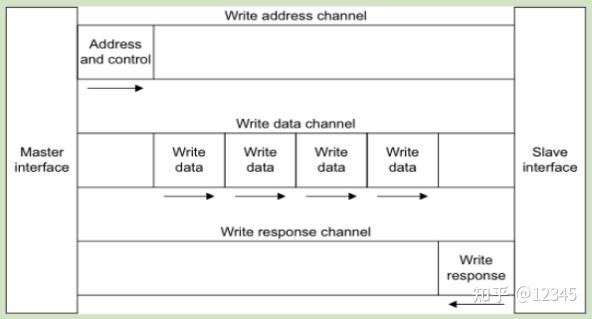 Write address channel
Address
and control
Write data channel
Master
interface
Write
data
Write
data
Write
data
Write
data
Slave
interface
Write response channel
Write
response
知乎 @12345